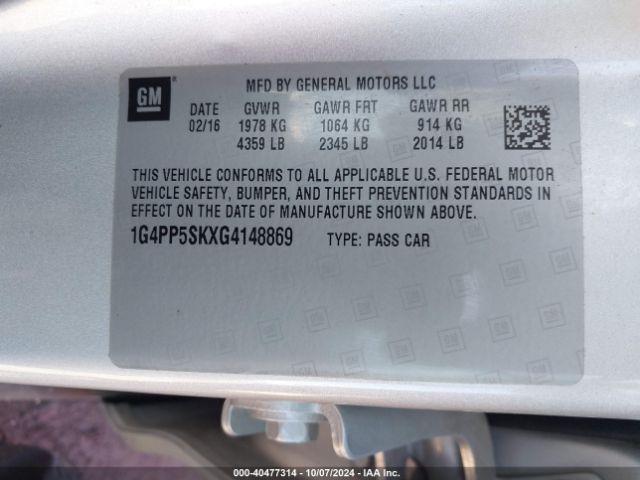 GM
MFD BY GENERAL MOTORS LLC
DATE GVWR GAWR FRT GAWR RR
02/16 1978 KG 1064 KG 914 KG
4359 LB 2345 LB 2014 LB
THIS VEHICLE CONFORMS TO ALL APPLICABLE U.S. FEDERAL MOTOR
VEHICLE SAFETY, BUMPER, AND THEFT PREVENTION STANDARDS IN
EFFECT ON THE DATE OF MANUFACTURE SHOWN ABOVE.
1G4PP5SKXG4148869 TYPE: PASS CAR
000-40477314 | 10/07/2024 | IAA Inc.